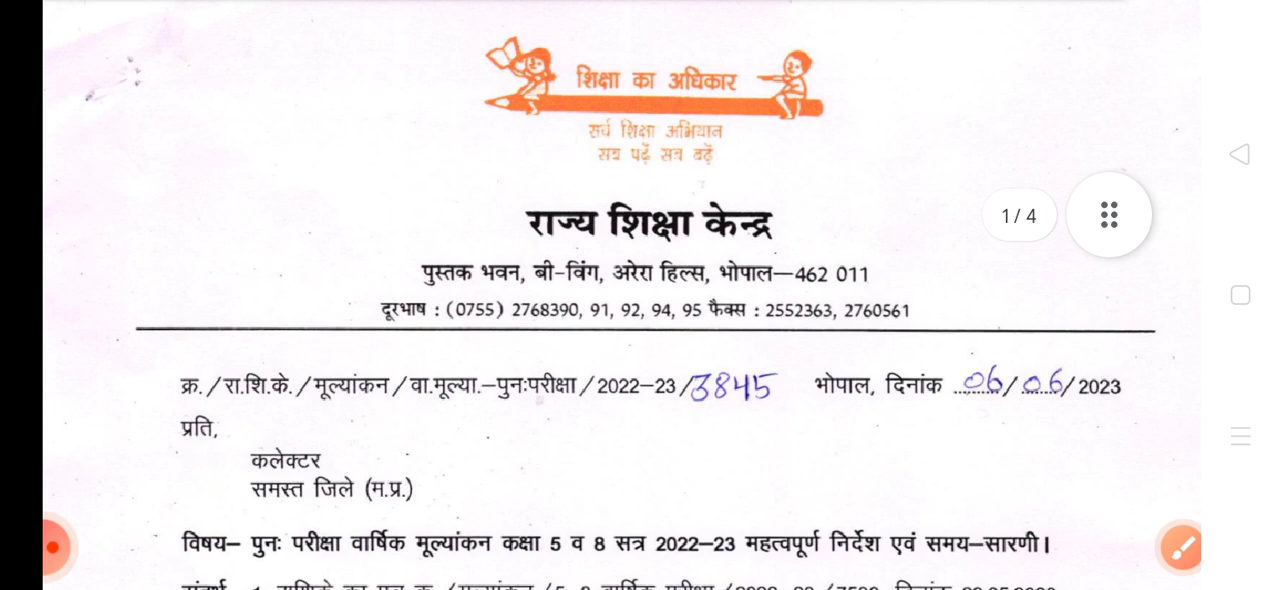 शिक्षा का अधिकार
सर्व शिक्षा अभियान
सब पढ़ें सब बढ़ें
राज्य शिक्षा केन्द्र
पुस्तक भवन, बी-विंग, अरेरा हिल्स, भोपाल—462 011
दूरभाष : (0755) 2768390, 91, 92, 94, 95 फैक्स : 2552363, 2760561
1 / 4
क्र./रा.शि.के./मूल्यांकन/वा.मूल्या.–पुनःपरीक्षा/2022–23/3845 भोपाल, दिनांक 06/06/2023
प्रति,
कलेक्टर
समस्त जिले (म.प्र.)
विषय– पुनः परीक्षा वार्षिक मूल्यांकन कक्षा 5 व 8 सत्र 2022–23 महत्वपूर्ण निर्देश एवं समय–सारणी।